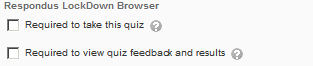 Respondus LockDown Browser
Required to take this quiz ?
Required to view quiz feedback and results ?